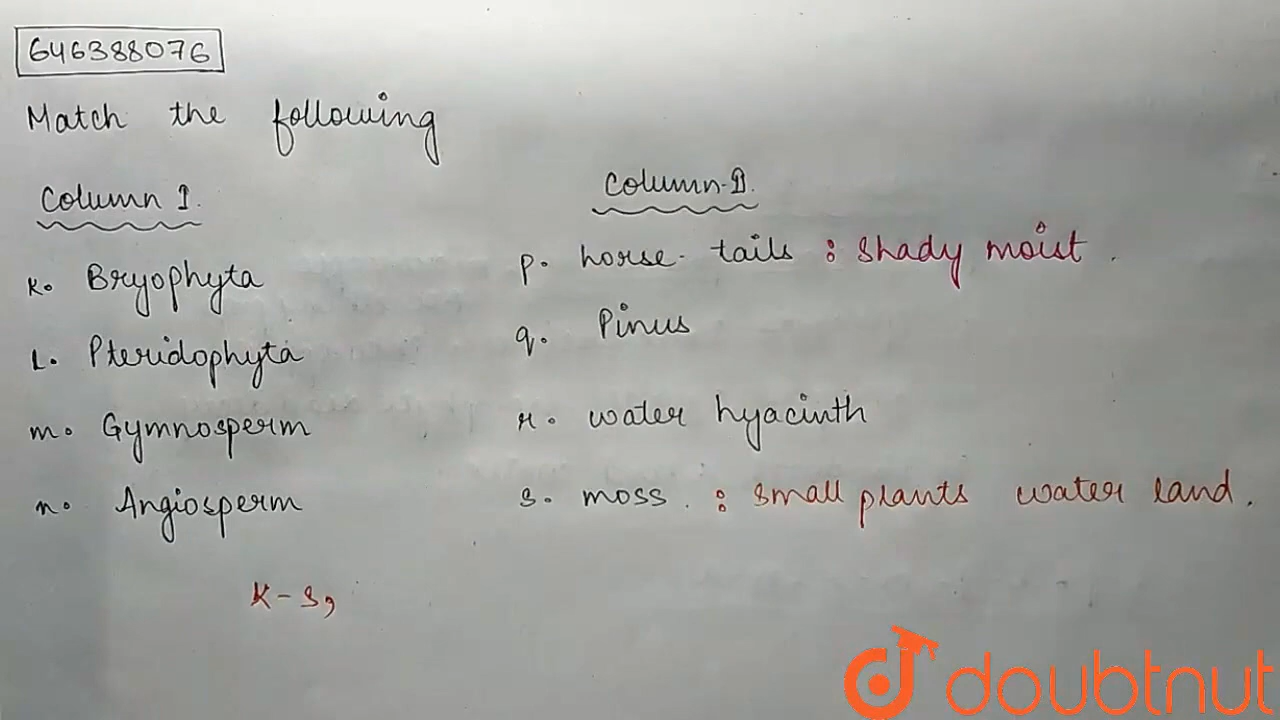 646388076
Match the following
Column I.
Column-II.
K. Bryophyta
p. horse-tails : shady moist.
L. Pteridophyta
q. Pinus
m. Gymnosperm
r. water hyacinth
n. Angiosperm
s. moss. : small plants water land.
K-s,
doubtnut